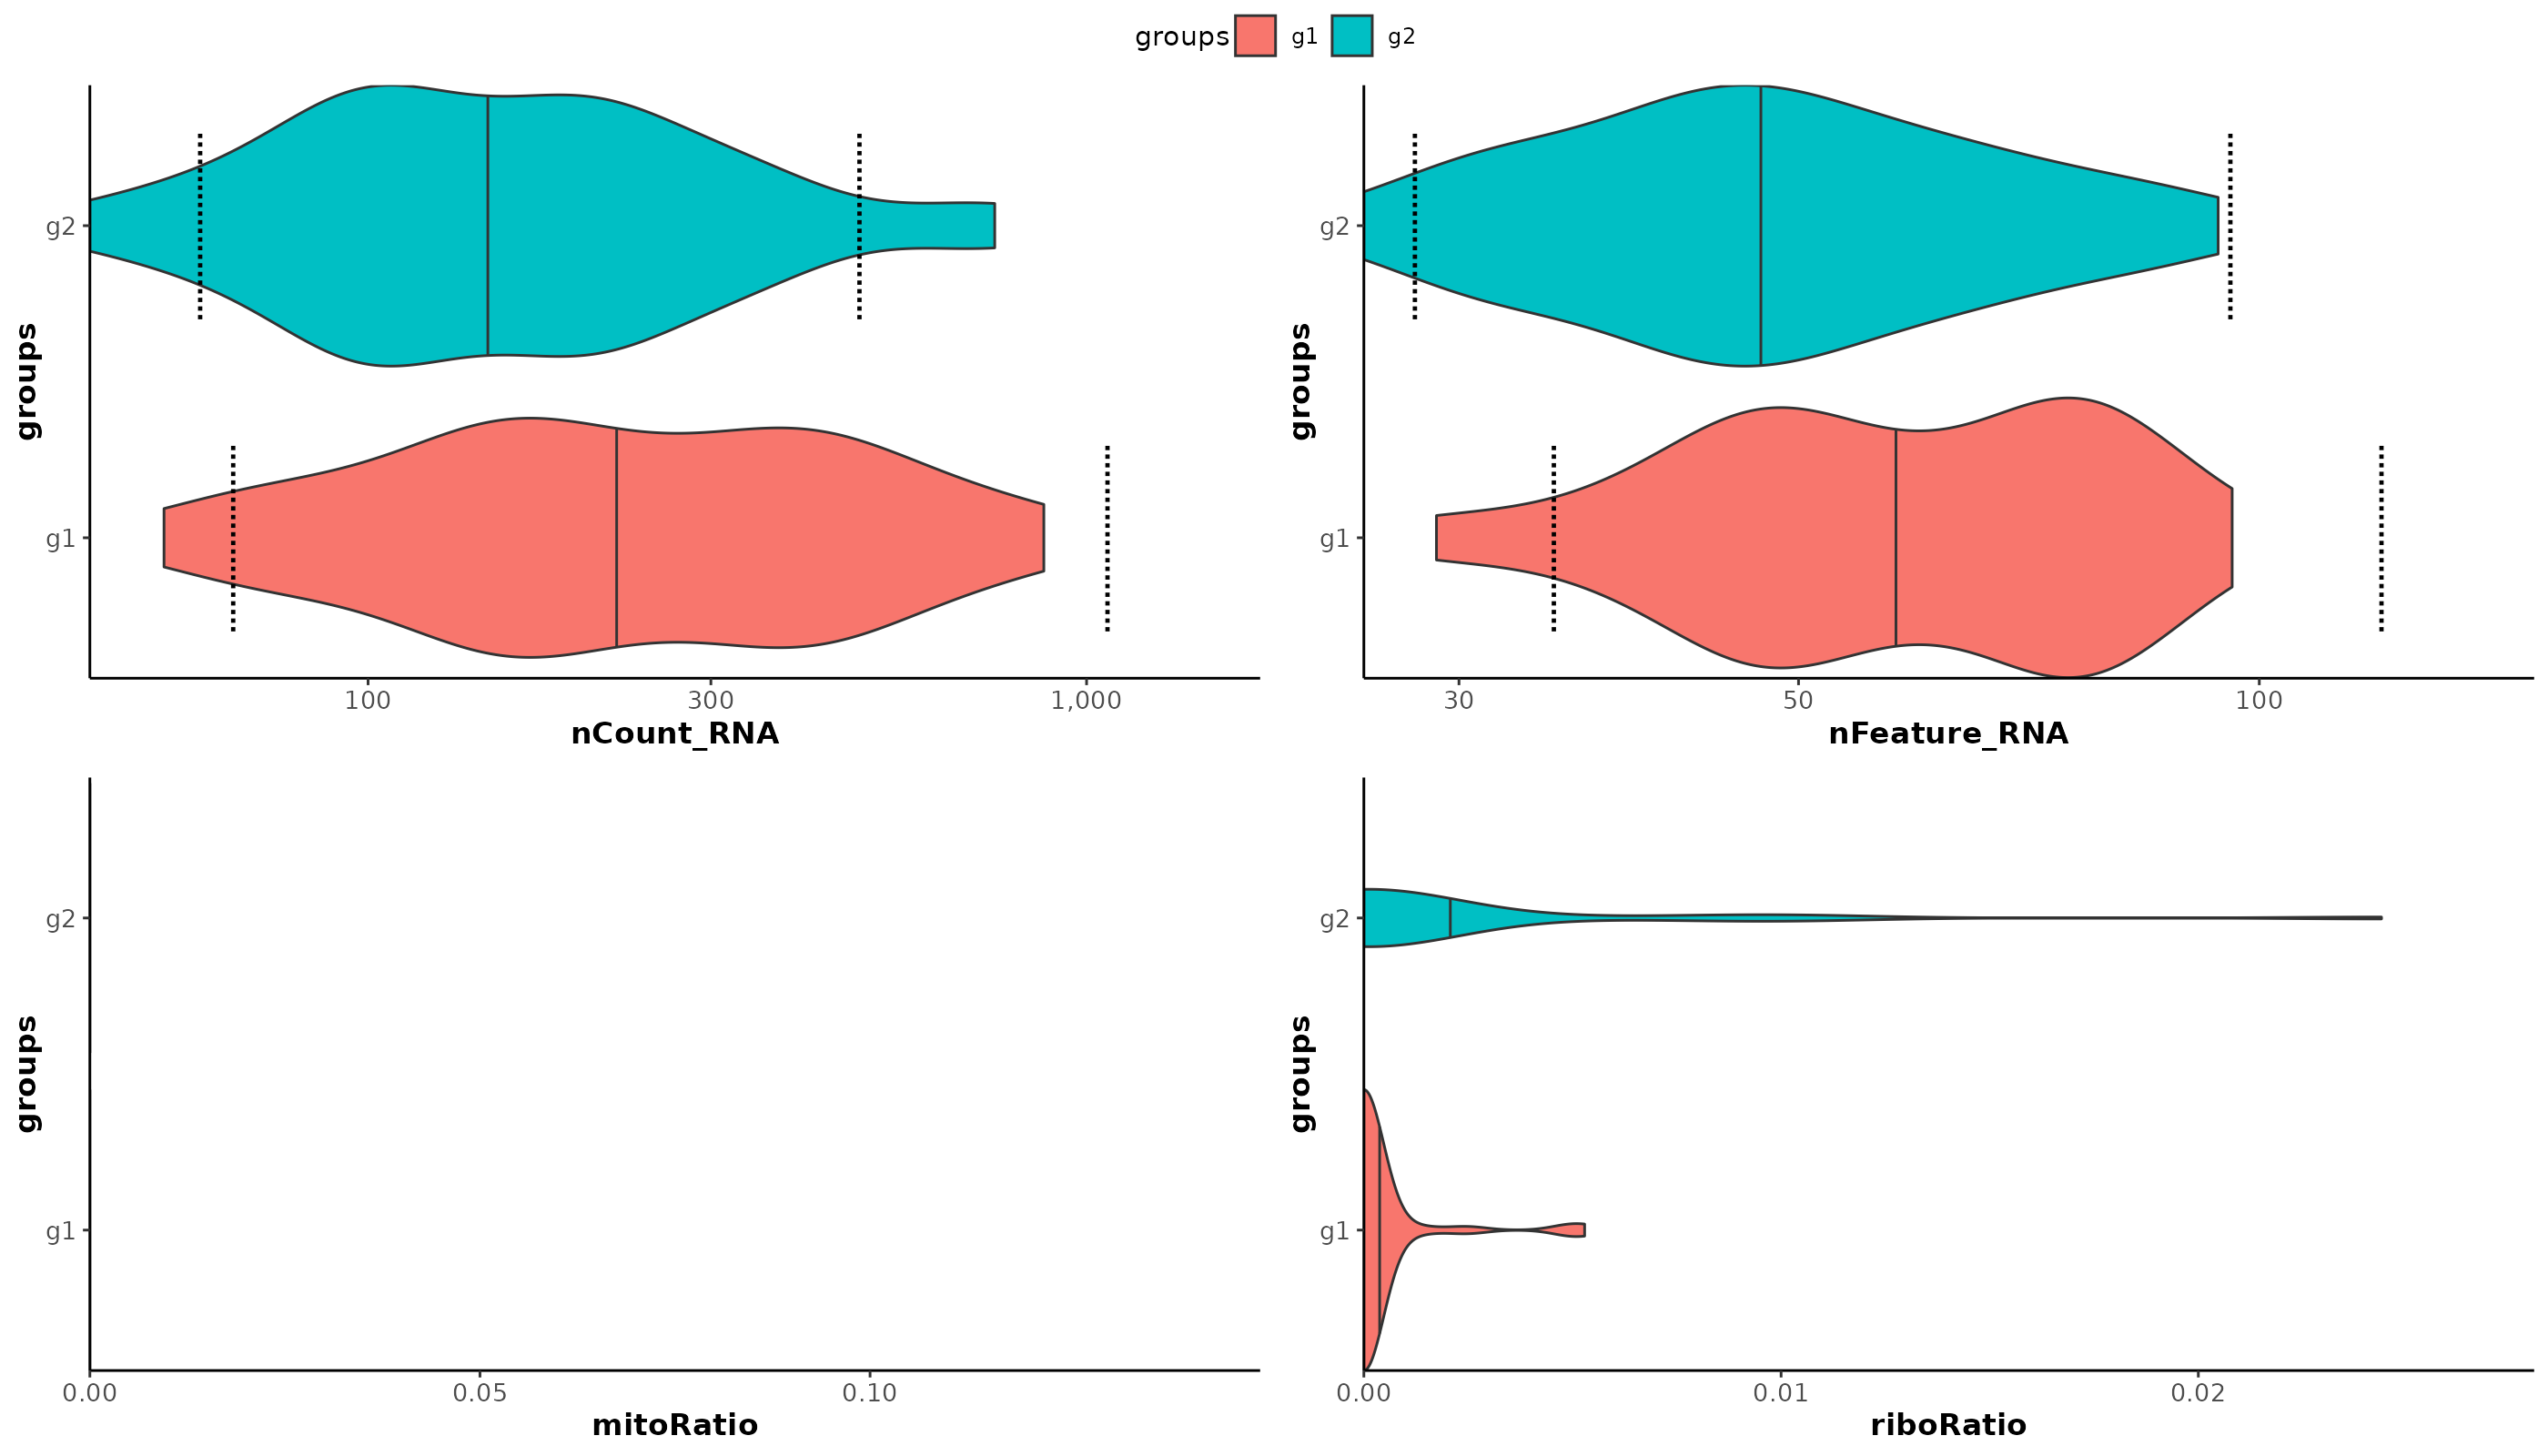 groups g1 g2
groups
g2
g1
100 300 1,000
nCount_RNA
groups
g2
g1
30 50 100
nFeature_RNA
groups
g2
g1
0.00 0.05 0.10
mitoRatio
groups
g2
g1
0.00 0.01 0.02
riboRatio